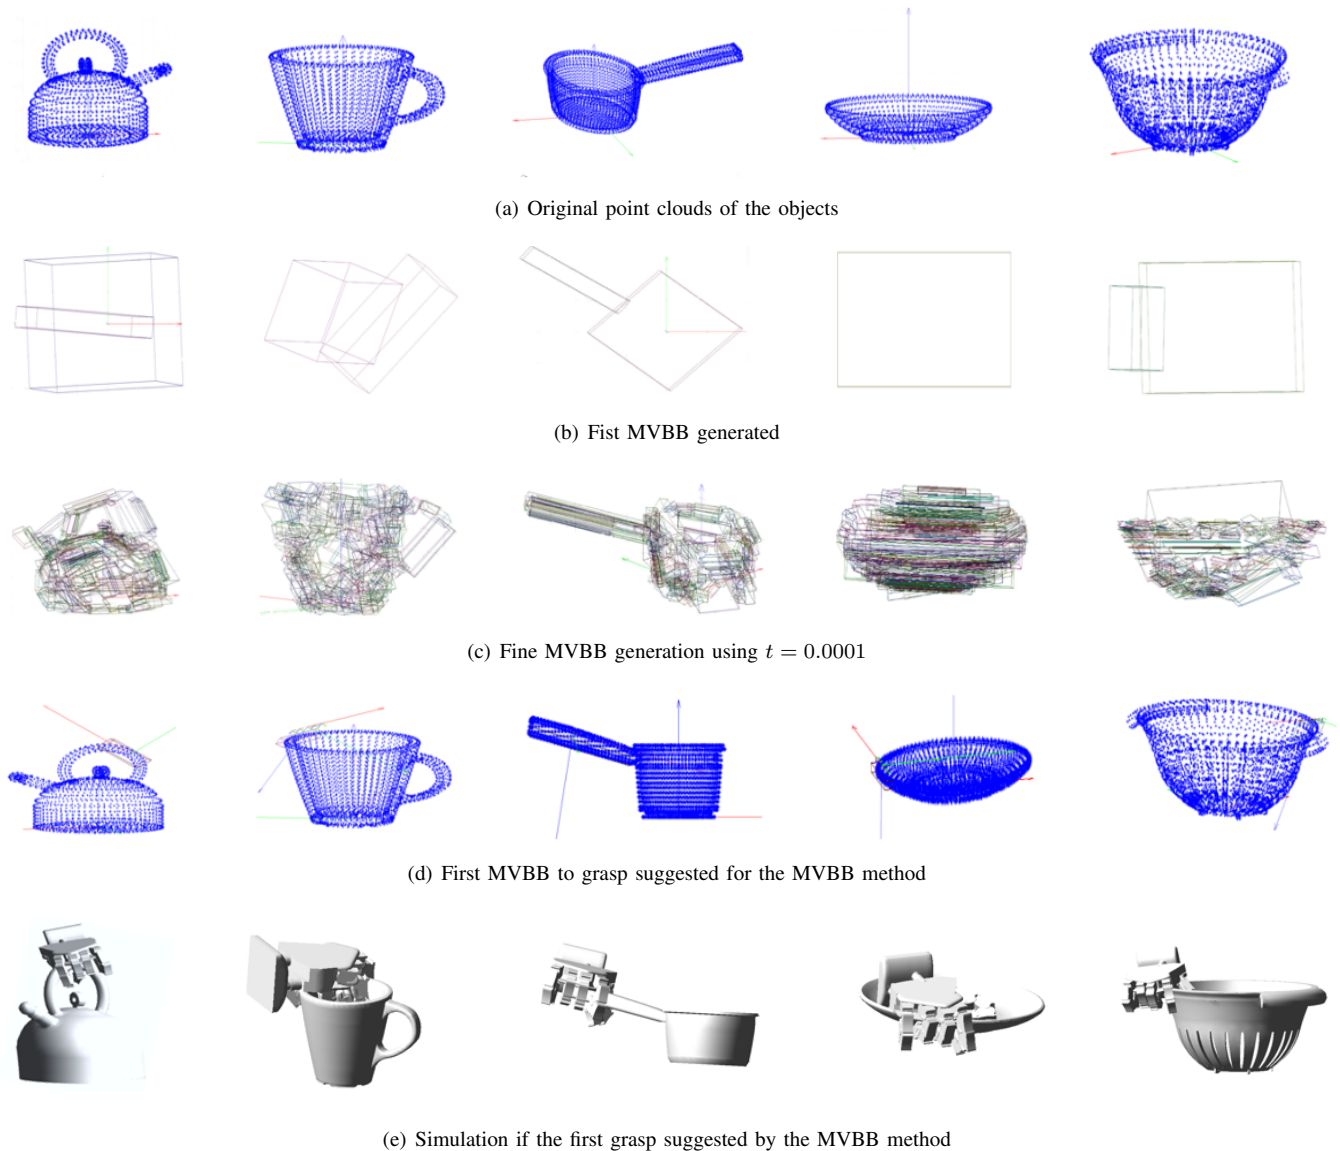 (a) Original point clouds of the objects
(b) Fist MVBB generated
(c) Fine MVBB generation using t = 0.0001
(d) First MVBB to grasp suggested for the MVBB method
(e) Simulation if the first grasp suggested by the MVBB method